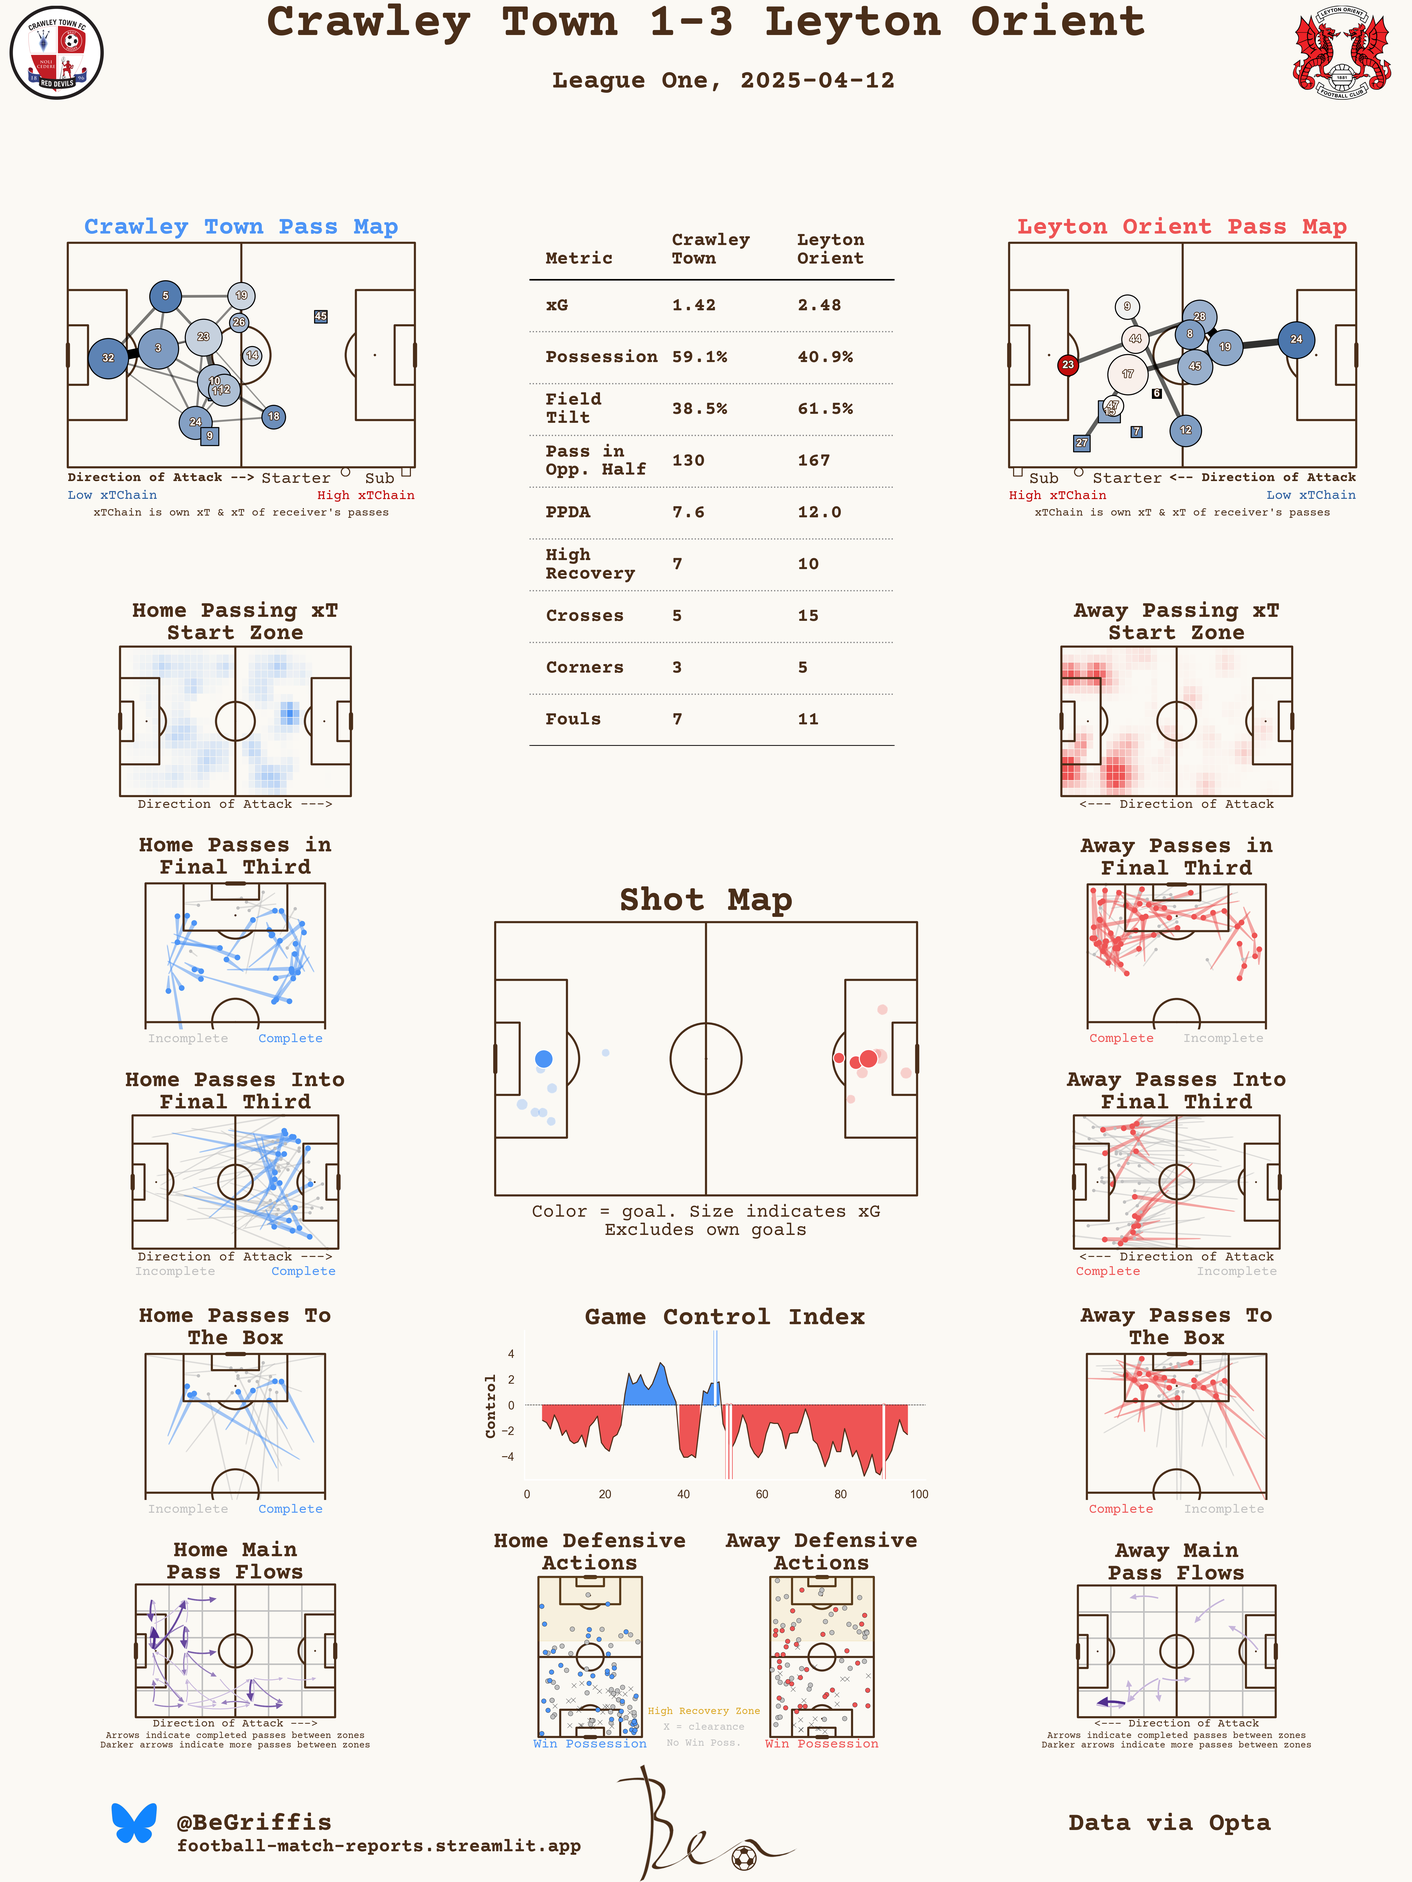 Crawley Town 1-3 Leyton Orient
League One, 2025-04-12
CRAWLEY TOWN FC
NOLI
CEDERE
18 96
RED DEVILS
LEYTON ORIENT
1881
FOOTBALL CLUB
Crawley Town Pass Map
5
19
26
45
23
3
32
14
10
12
24
18
9
Direction of Attack --> Starter Sub
Low xTChain High xTChain
xTChain is own xT & xT of receiver's passes
Metric Crawley Town Leyton Orient
xG 1.42 2.48
Possession 59.1% 40.9%
Field Tilt 38.5% 61.5%
Pass in Opp. Half 130 167
PPDA 7.6 12.0
High Recovery 7 10
Crosses 5 15
Corners 3 5
Fouls 7 11
Leyton Orient Pass Map
9
28
8
44
19
24
23
17
45
6
47
7
12
27
Sub Starter <-- Direction of Attack
High xTChain Low xTChain
xTChain is own xT & xT of receiver's passes
Home Passing xT
Start Zone
Direction of Attack --->
Away Passing xT
Start Zone
<--- Direction of Attack
Home Passes in
Final Third
Incomplete Complete
Away Passes in
Final Third
Complete Incomplete
Shot Map
Color = goal. Size indicates xG
Excludes own goals
Home Passes Into
Final Third
Direction of Attack --->
Incomplete Complete
Away Passes Into
Final Third
<--- Direction of Attack
Complete Incomplete
Home Passes To
The Box
Incomplete Complete
Game Control Index
Control
4
2
0
−2
−4
0 20 40 60 80 100
Away Passes To
The Box
Complete Incomplete
Home Main
Pass Flows
Direction of Attack --->
Arrows indicate completed passes between zones
Darker arrows indicate more passes between zones
Home Defensive
Actions
Win Possession
High Recovery Zone
X = clearance
No Win Poss.
Away Defensive
Actions
Win Possession
Away Main
Pass Flows
<--- Direction of Attack
Arrows indicate completed passes between zones
Darker arrows indicate more passes between zones
@BeGriffis
football-match-reports.streamlit.app
Ben
Data via Opta